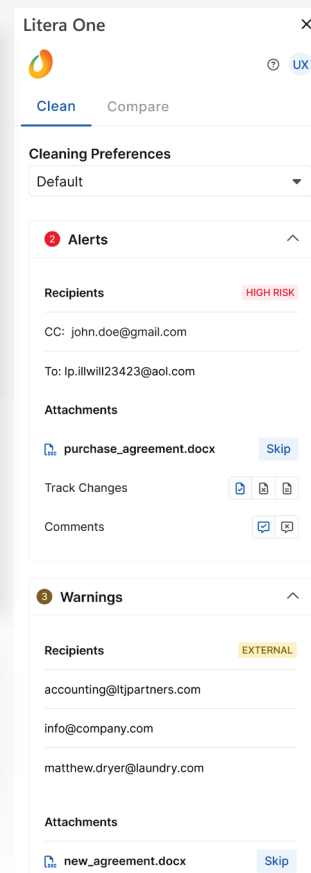 Litera One
UX
Clean Compare
Cleaning Preferences
Default
2 Alerts
Recipients HIGH RISK
CC: john.doe@gmail.com
To: lp.illwill23423@aol.com
Attachments
purchase_agreement.docx Skip
Track Changes
Comments
3 Warnings
Recipients EXTERNAL
accounting@ltjpartners.com
info@company.com
matthew.dryer@laundry.com
Attachments
new_agreement.docx Skip